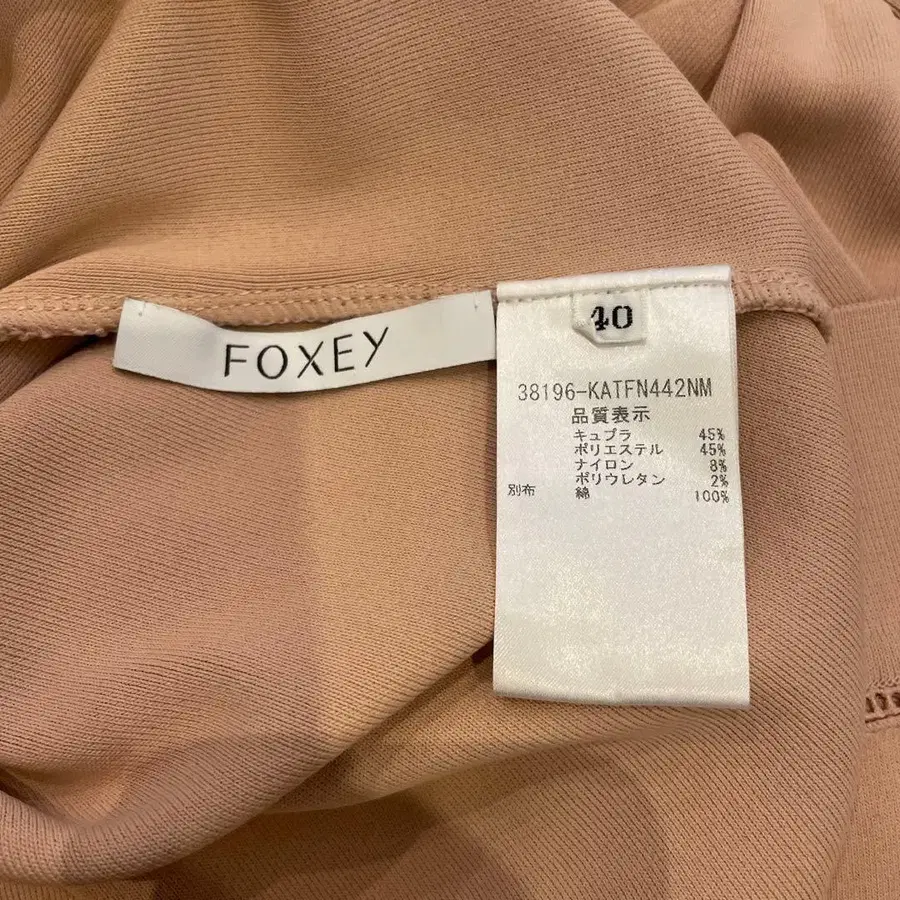 FOXEY
40
38196-KATFN442NM
品質表示
キュプラ 45%
ポリエステル 45%
ナイロン 8%
ポリウレタン 2%
別布 綿 100%